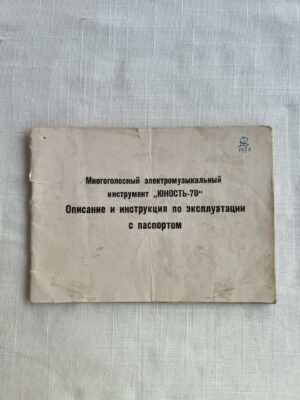 Многоголосный электромузыкальный
инструмент „ЮНОСТЬ-70“
Описание и инструкция по эксплуатации
с паспортом